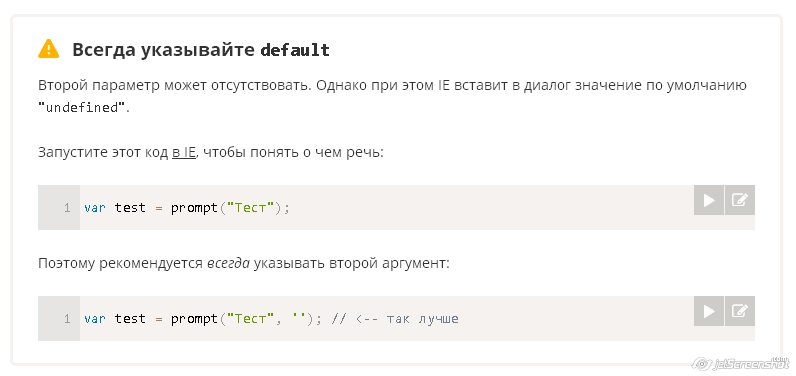 Всегда указывайте default
Второй параметр может отсутствовать. Однако при этом IE вставит в диалог значение по умолчанию
"undefined".
Запустите этот код в IE, чтобы понять о чем речь:
1 var test = prompt("Тест");
Поэтому рекомендуется всегда указывать второй аргумент:
1 var test = prompt("Тест", ''); // <-- так лучше
.com
jetScreenshot